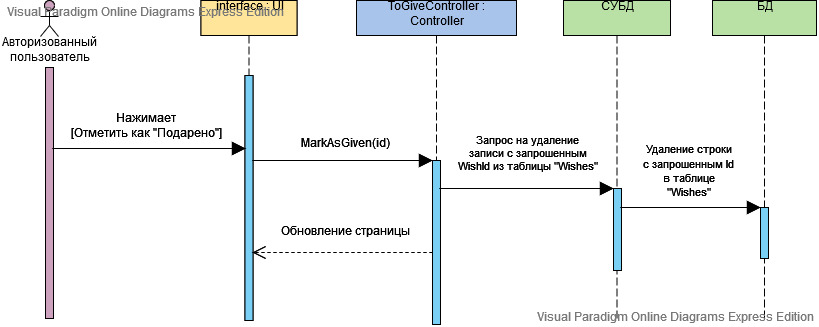 Visual Paradigm Online Diagrams Express Edition
interface : UI
ToGiveController :
Controller
СУБД
БД
Авторизованный
пользователь
Нажимает
[Отметить как "Подарено"]
MarkAsGiven(id)
Запрос на удаление
записи с запрошенным
WishId из таблицы "Wishes"
Удаление строки
с запрошенным Id
в таблице
"Wishes"
Обновление страницы
Visual Paradigm Online Diagrams Express Edition